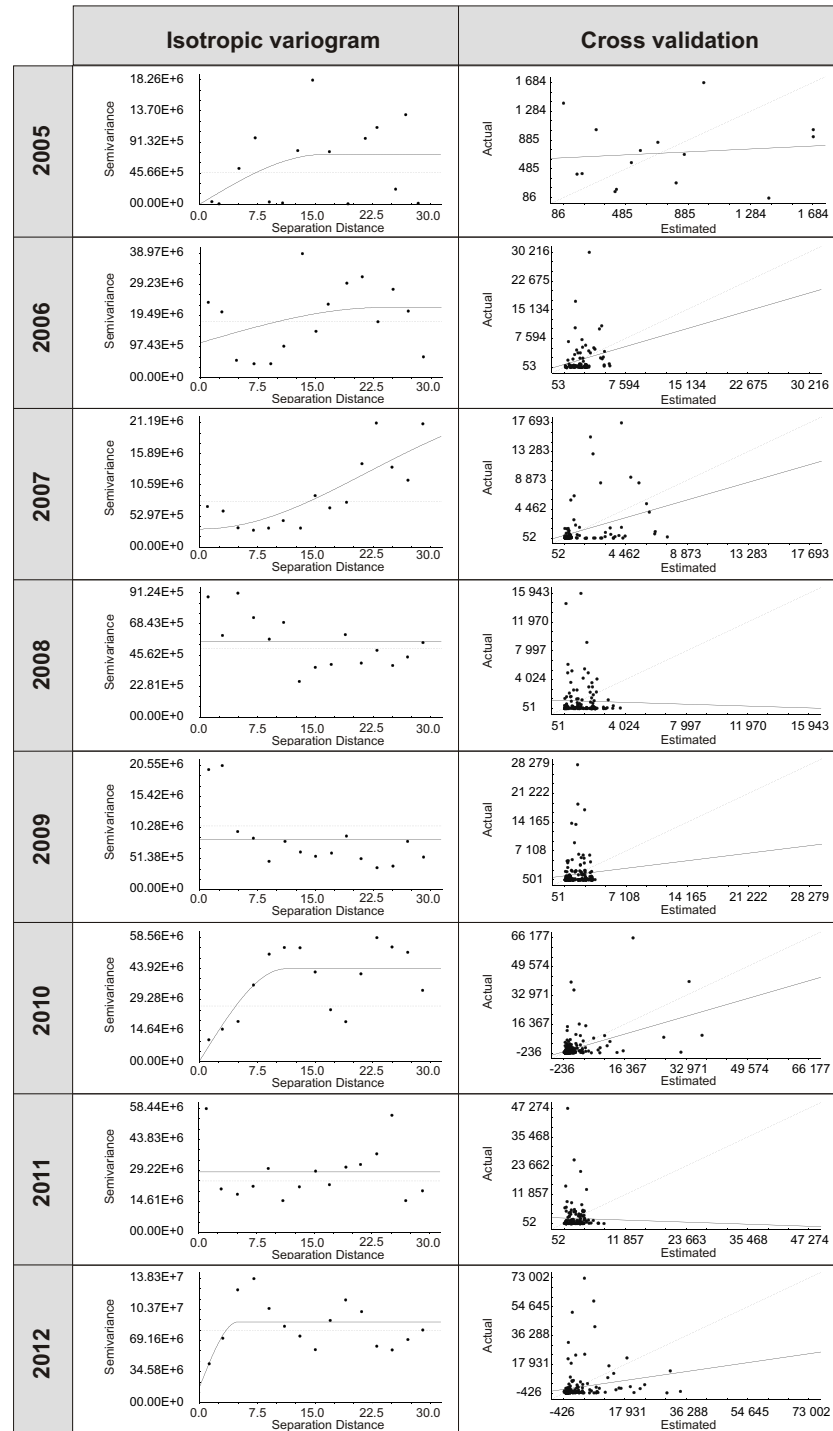 Isotropic variogram
Cross validation
2005
Semivariance
18.26E+6
13.70E+6
91.32E+5
45.66E+5
00.00E+0
0.0 7.5 15.0 22.5 30.0
Separation Distance
Actual
1 684
1 284
885
485
86
86 485 885 1 284 1 684
Estimated
2006
Semivariance
38.97E+6
29.23E+6
19.49E+6
97.43E+5
00.00E+0
0.0 7.5 15.0 22.5 30.0
Separation Distance
Actual
30 216
22 675
15 134
7 594
53
53 7 594 15 134 22 675 30 216
Estimated
2007
Semivariance
21.19E+6
15.89E+6
10.59E+6
52.97E+5
00.00E+0
0.0 7.5 15.0 22.5 30.0
Separation Distance
Actual
17 693
13 283
8 873
4 462
52
52 4 462 8 873 13 283 17 693
Estimated
2008
Semivariance
91.24E+5
68.43E+5
45.62E+5
22.81E+5
00.00E+0
0.0 7.5 15.0 22.5 30.0
Separation Distance
Actual
15 943
11 970
7 997
4 024
51
51 4 024 7 997 11 970 15 943
Estimated
2009
Semivariance
20.55E+6
15.42E+6
10.28E+6
51.38E+5
00.00E+0
0.0 7.5 15.0 22.5 30.0
Separation Distance
Actual
28 279
21 222
14 165
7 108
501
51 7 108 14 165 21 222 28 279
Estimated
2010
Semivariance
58.56E+6
43.92E+6
29.28E+6
14.64E+6
00.00E+0
0.0 7.5 15.0 22.5 30.0
Separation Distance
Actual
66 177
49 574
32 971
16 367
-236
-236 16 367 32 971 49 574 66 177
Estimated
2011
Semivariance
58.44E+6
43.83E+6
29.22E+6
14.61E+6
00.00E+0
0.0 7.5 15.0 22.5 30.0
Separation Distance
Actual
47 274
35 468
23 662
11 857
52
52 11 857 23 663 35 468 47 274
Estimated
2012
Semivariance
13.83E+7
10.37E+7
69.16E+6
34.58E+6
00.00E+0
0.0 7.5 15.0 22.5 30.0
Separation Distance
Actual
73 002
54 645
36 288
17 931
-426
-426 17 931 36 288 54 645 73 002
Estimated